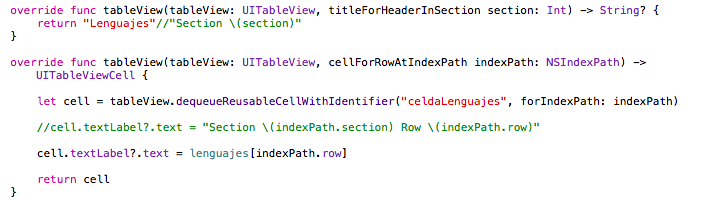 override func tableView(tableView: UITableView, titleForHeaderInSection section: Int) -> String? {
return "Lenguajes"//"Section \(section)"
}
override func tableView(tableView: UITableView, cellForRowAtIndexPath indexPath: NSIndexPath) ->
UITableViewCell {
let cell = tableView.dequeueReusableCellWithIdentifier("celdaLenguajes", forIndexPath: indexPath)
//cell.textLabel?.text = "Section \(indexPath.section) Row \(indexPath.row)"
cell.textLabel?.text = lenguajes[indexPath.row]
return cell
}